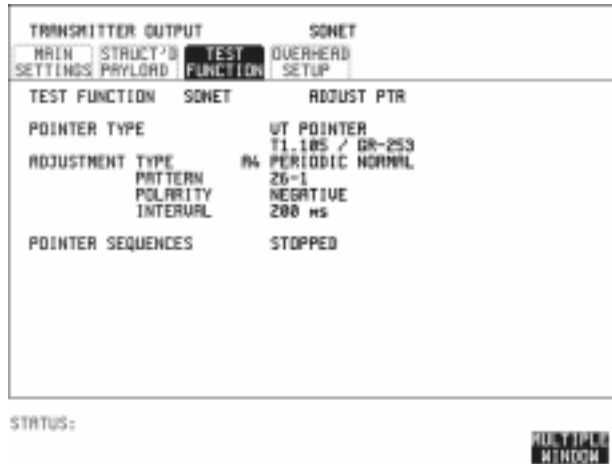 TRANSMITTER OUTPUT SONET
MAIN SETTINGS STRUCT'D PAYLOAD TEST FUNCTION OVERHEAD SETUP
TEST FUNCTION SONET ADJUST PTR
POINTER TYPE VT POINTER
T1.105 / GR-253
ADJUSTMENT TYPE A4 PERIODIC NORMAL
PATTERN 26-1
POLARITY NEGATIVE
INTERVAL 200 ms
POINTER SEQUENCES STOPPED
STATUS:
MULTIPLE
WINDOW